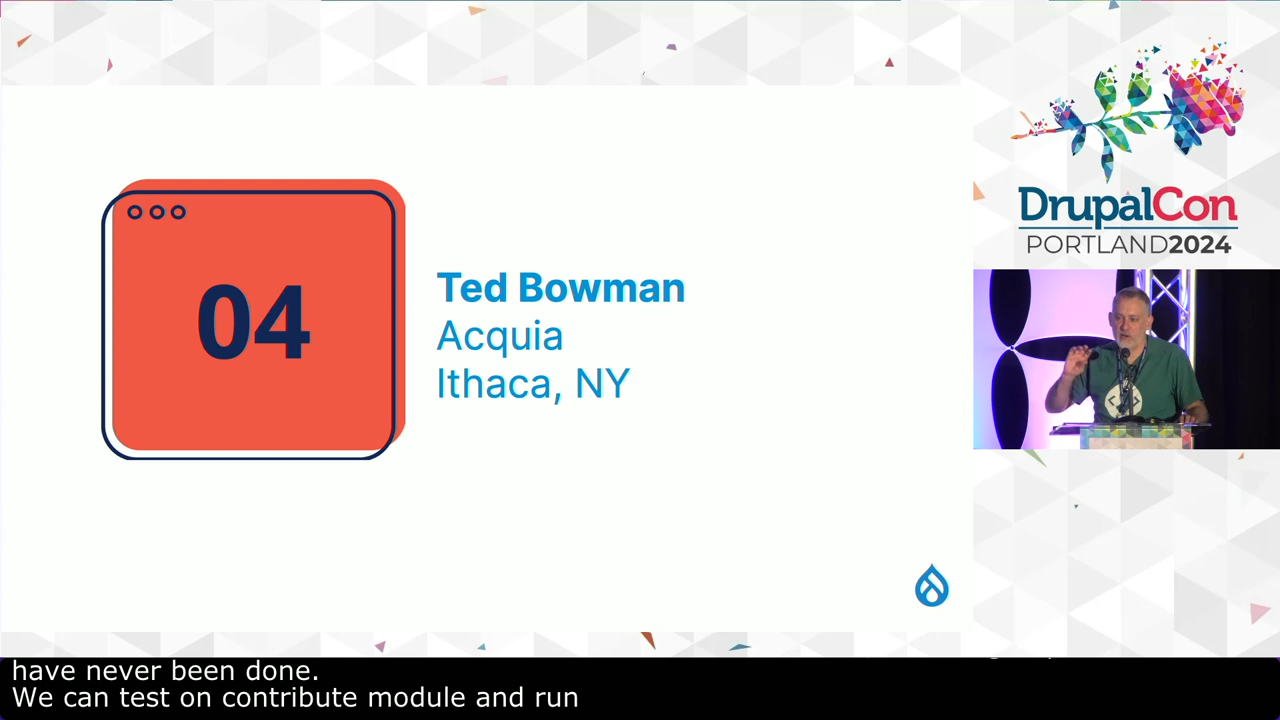 04
Ted Bowman
Acquia
Ithaca, NY
DrupalCon
PORTLAND2024
have never been done.
We can test on contribute module and run